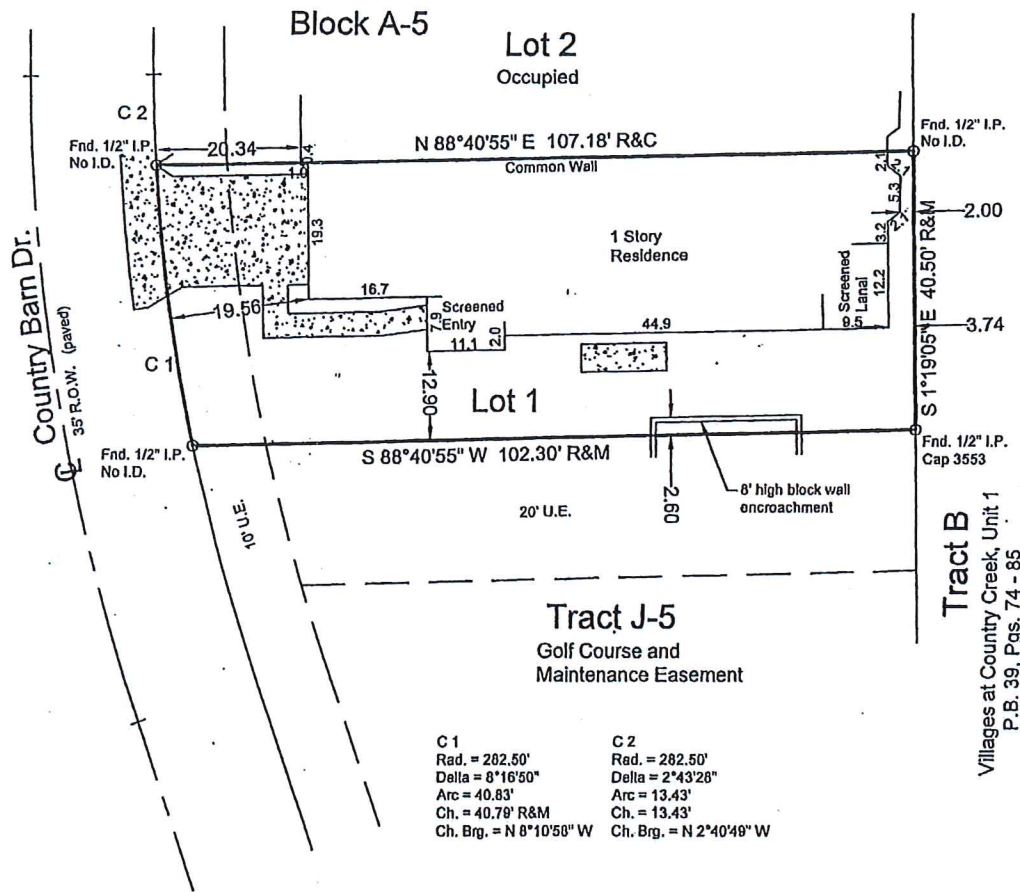 Block A-5
Lot 2
Occupied
C 2
Fnd. 1/2" I.P.
No I.D.
20.34
0.4
1.0
N 88°40'55" E 107.18' R&C
Common Wall
Fnd. 1/2" I.P.
No I.D.
2.1
2.1
5.3
2.1
3.2
2.00
19.3
1 Story
Residence
Screened
Lanai
12.2
S 1°19'05" E 40.50' R&M
Country Barn Dr.
35' R.O.W. (paved)
19.56
16.7
Screened
Entry
7.9
11.1
2.0
44.9
9.5
3.74
C 1
12.90
Lot 1
Fnd. 1/2" I.P.
No I.D.
S 88°40'55" W 102.30' R&M
Fnd. 1/2" I.P.
Cap 3553
10' U.E.
20' U.E.
2.60
8' high block wall
encroachment
Tract B
Villages at Country Creek, Unit 1
P.B. 39, Pgs. 74 - 85
Tract J-5
Golf Course and
Maintenance Easement
C 1
Rad. = 282.50'
Delta = 8°16'50"
Arc = 40.83'
Ch. = 40.79' R&M
Ch. Brg. = N 8°10'58" W
C 2
Rad. = 282.50'
Delta = 2°43'28"
Arc = 13.43'
Ch. = 13.43'
Ch. Brg. = N 2°40'49" W